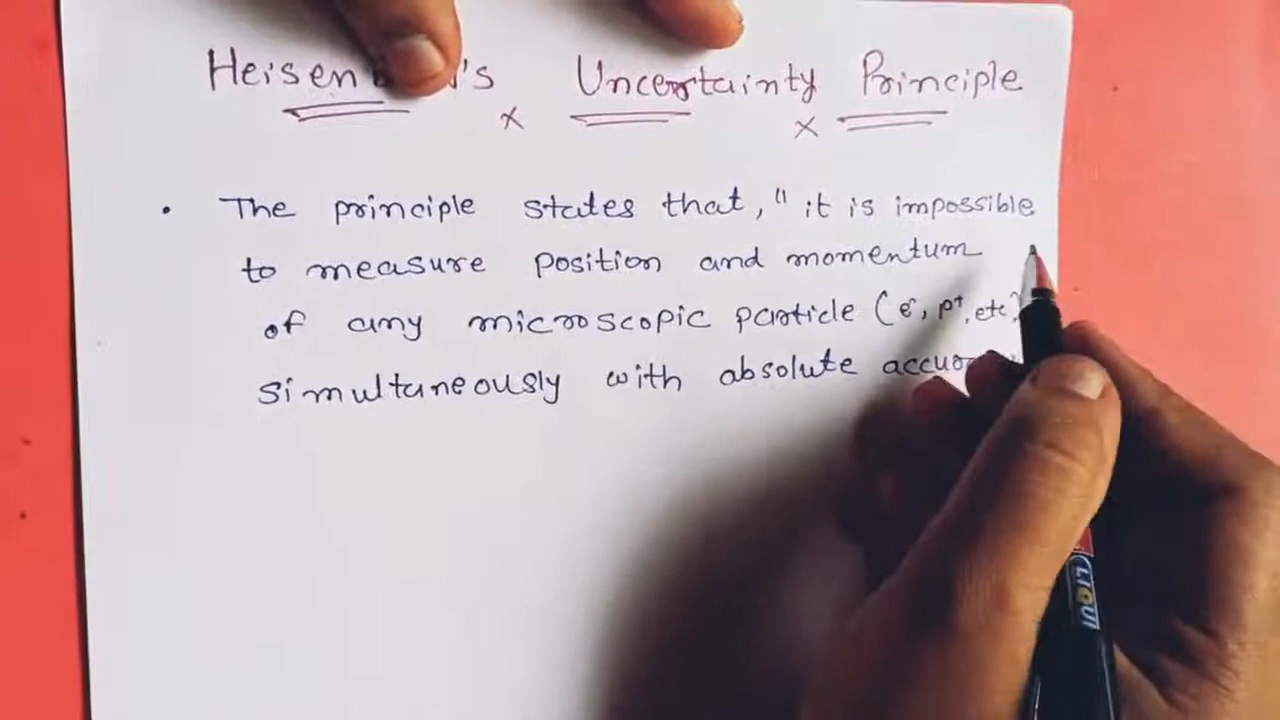 Uncertainty Principle
• The principle states that, " it is impossible
to measure position and momentum
of any microscopic particle (e⁻, p⁺, etc)
simultaneously with absolute
LIQUI